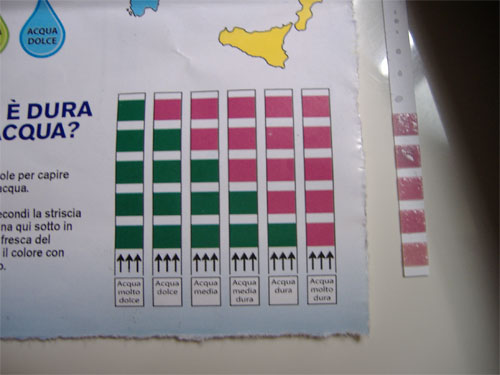 ACQUA
DOLCE
È DURA
ACQUA?
ole per capire
acqua.
econdi la striscia
na qui sotto in
fresca del
il colore con
o.
Acqua
molto
dolce
Acqua
dolce
Acqua
media
Acqua
media
dura
Acqua
dura
Acqua
molto
dura